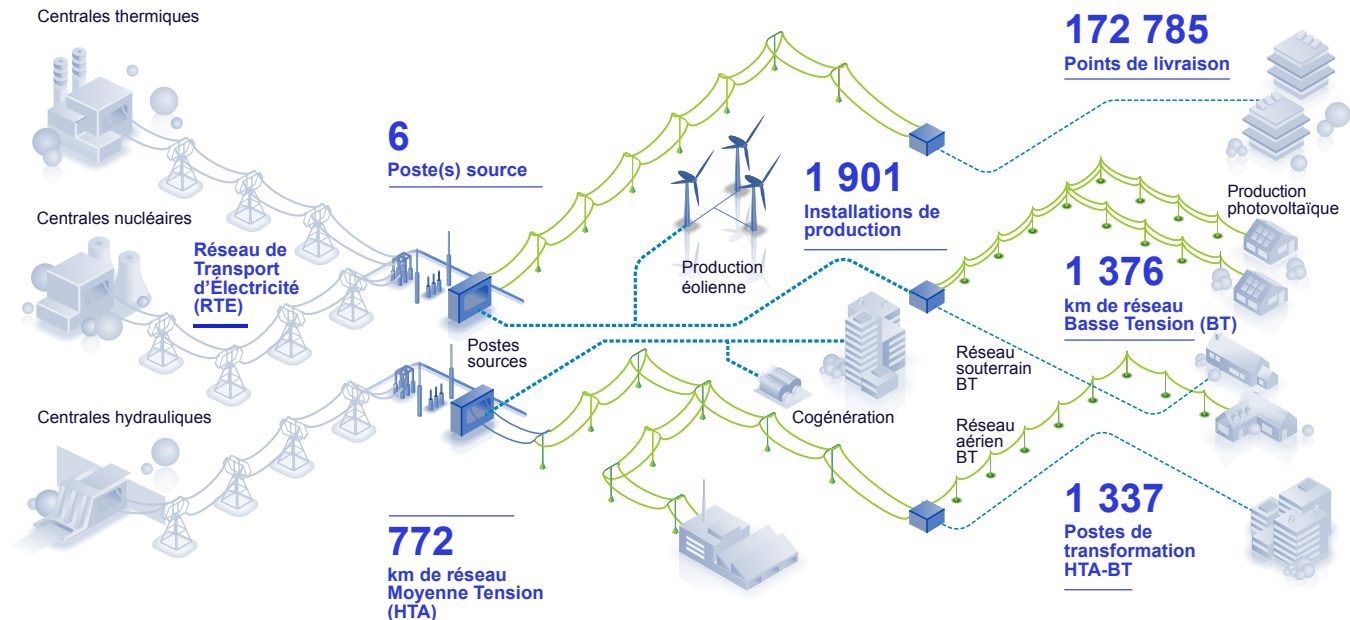 Centrales thermiques
172 785
Points de livraison
6
Poste(s) source
1 901
Installations de
production
Production
photovoltaïque
Centrales nucléaires
Réseau de
Transport
d'Électricité
(RTE)
Production
éolienne
1 376
km de réseau
Basse Tension (BT)
Postes
sources
Réseau
souterrain
BT
Centrales hydrauliques
Cogénération
Réseau
aérien
BT
1 337
Postes de
transformation
HTA-BT
772
km de réseau
Moyenne Tension
(HTA)